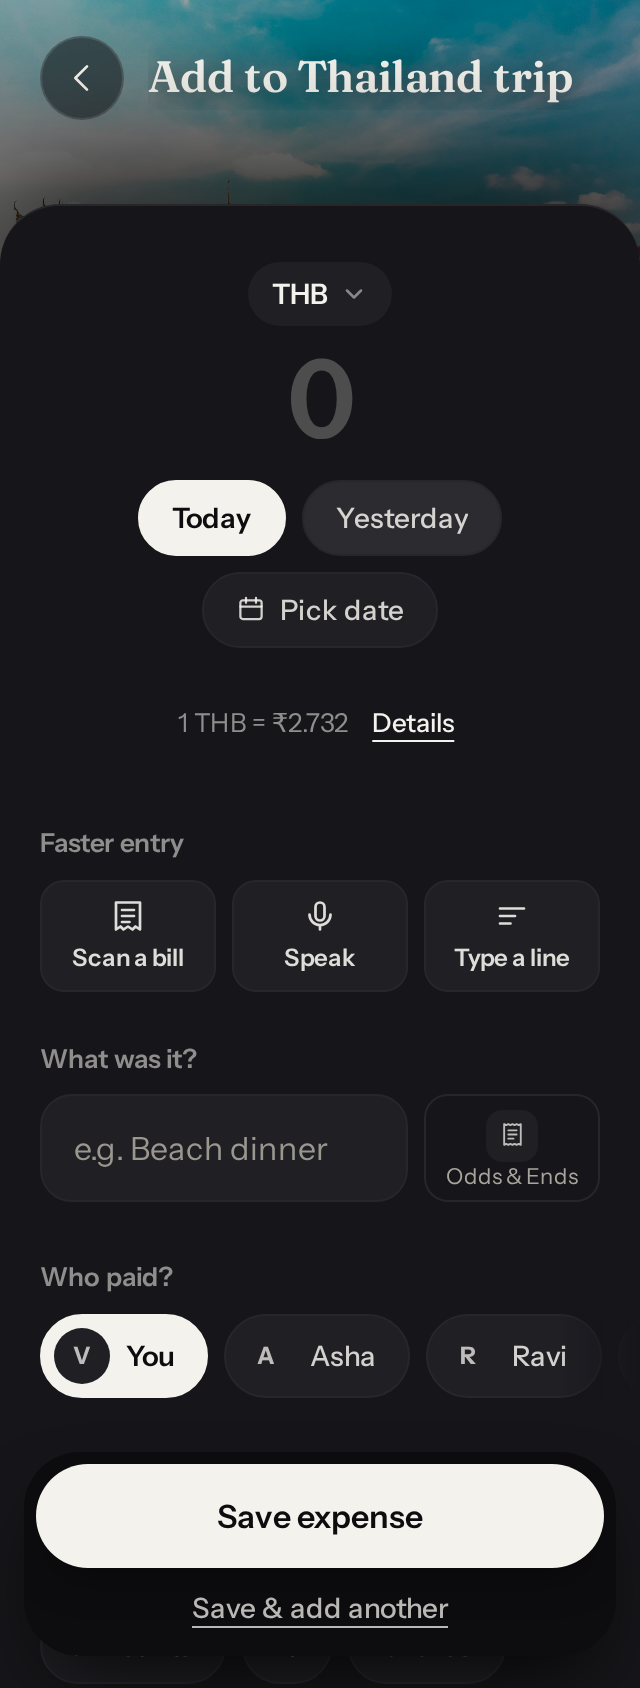 Add to Thailand trip
THB
0
Today
Yesterday
Pick date
1 THB = ₹2.732 Details
Faster entry
Scan a bill
Speak
Type a line
What was it?
e.g. Beach dinner
Odds & Ends
Who paid?
V You
A Asha
R Ravi
Save expense
Save & add another